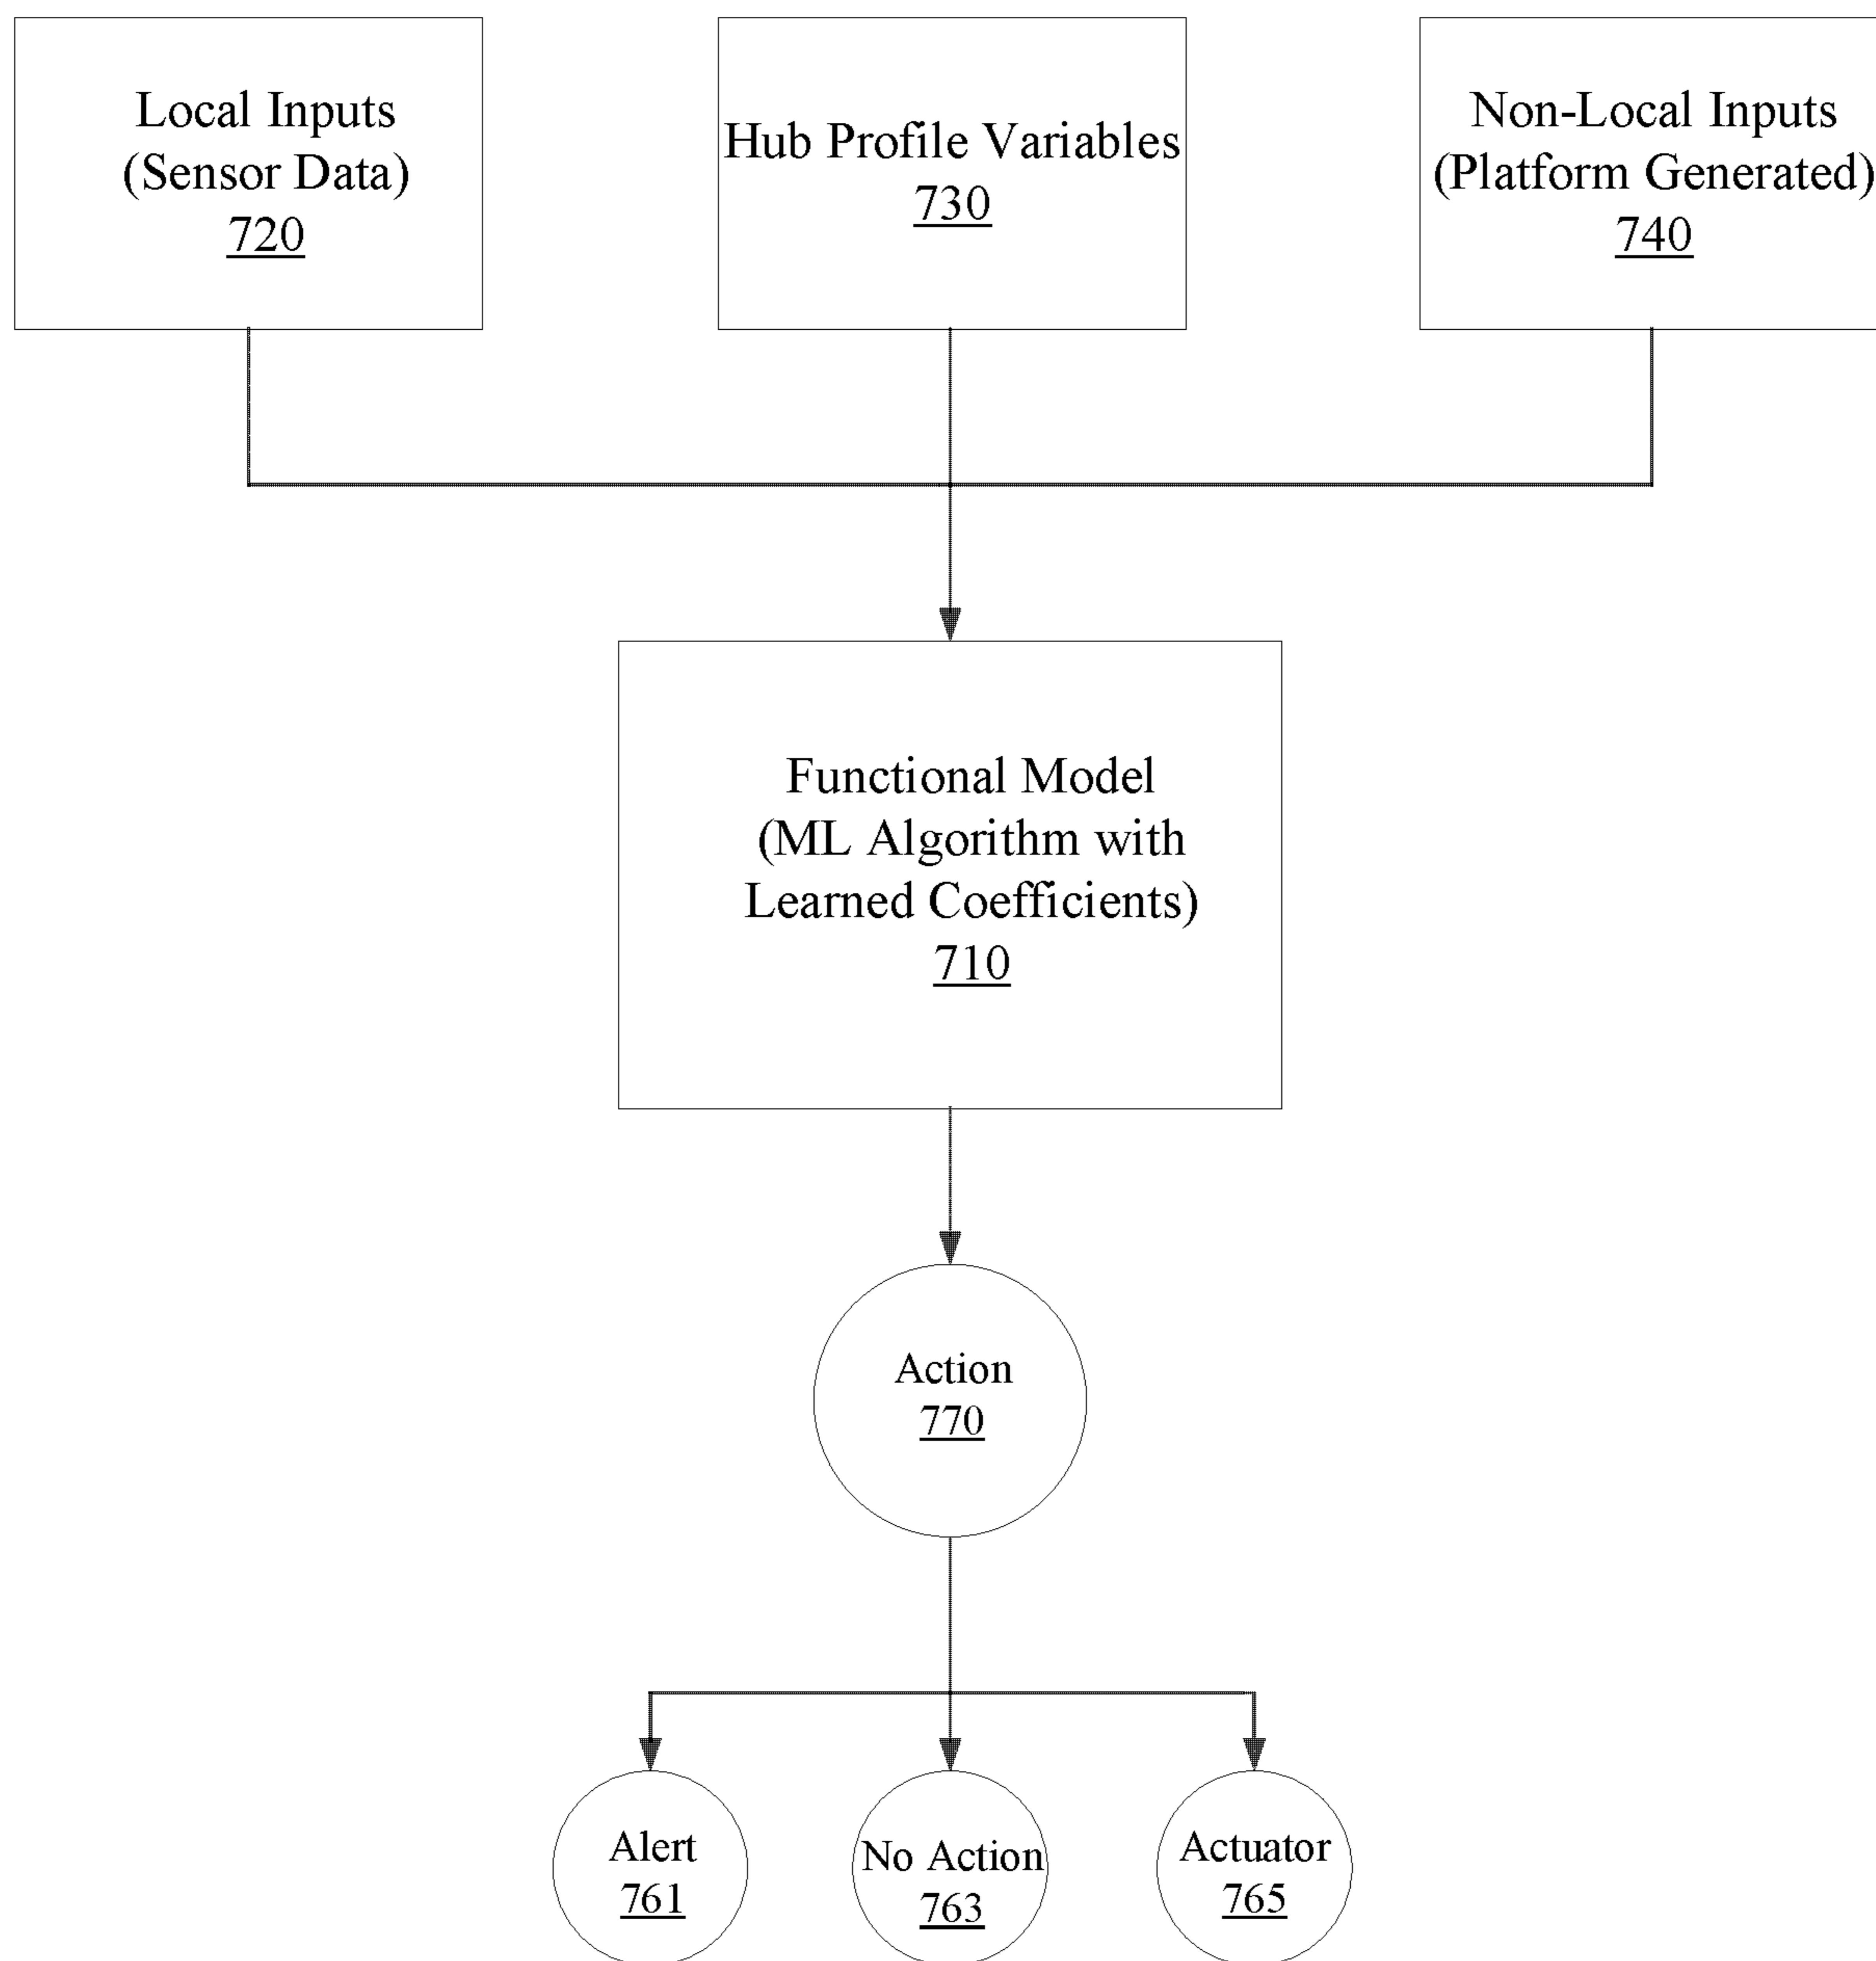 Local Inputs
(Sensor Data)
720
Hub Profile Variables
730
Non-Local Inputs
(Platform Generated)
740
Functional Model
(ML Algorithm with
Learned Coefficients)
710
Action
770
Alert
761
No Action
763
Actuator
765